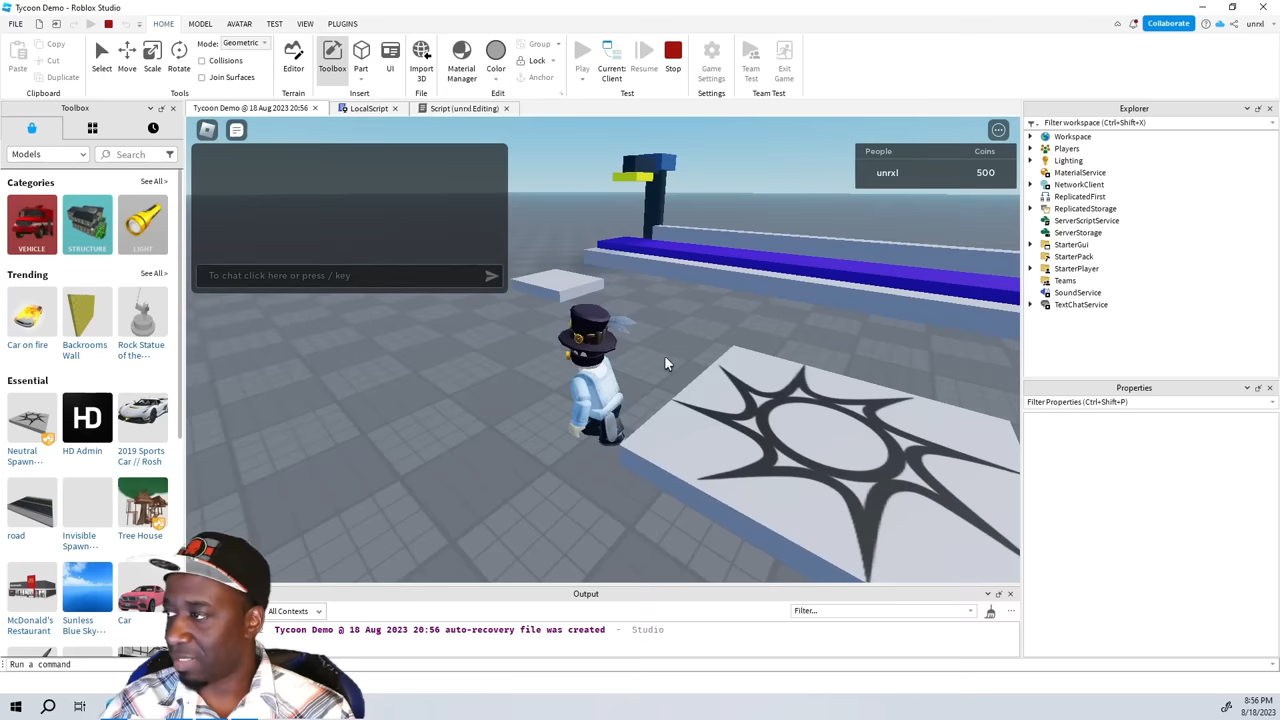 Tycoon Demo - Roblox Studio
FILE MODEL AVATAR TEST VIEW PLUGINS HOME
Collaborate unrxl
Copy Cut Duplicate Paste
Select Move Scale Rotate
Mode: Geometric
Collisions
Join Surfaces
Editor Toolbox Part UI
Import 3D
Material Manager Color
Group Lock Anchor
Play Current: Client Resume Stop
Game Settings Team Test Exit Game
Clipboard Tools Terrain Insert File Edit Test Settings Team Test
Toolbox
Tycoon Demo @ 18 Aug 2023 20:56 LocalScript Script (unrxl Editing)
Explorer
Filter workspace (Ctrl+Shift+X)
Models Search
Categories See All >
VEHICLE STRUCTURE LIGHT
Trending See All >
Car on fire
Backrooms Wall
Rock Statue of the···
Essential See All >
Neutral Spawn···
HD Admin
2019 Sports Car // Rosh
road
Invisible Spawn···
Tree House
McDonald's Restaurant
Sunless Blue Sky···
Car
To chat click here or press / key
People Coins
unrxl 500
Workspace
Players
Lighting
MaterialService
NetworkClient
ReplicatedFirst
ReplicatedStorage
ServerScriptService
ServerStorage
StarterGui
StarterPack
StarterPlayer
Teams
SoundService
TextChatService
Properties
Filter Properties (Ctrl+Shift+P)
Output
All Contexts Filter...
Tycoon Demo @ 18 Aug 2023 20:56 auto-recovery file was created - Studio
Run a command
8:56 PM
8/18/2023